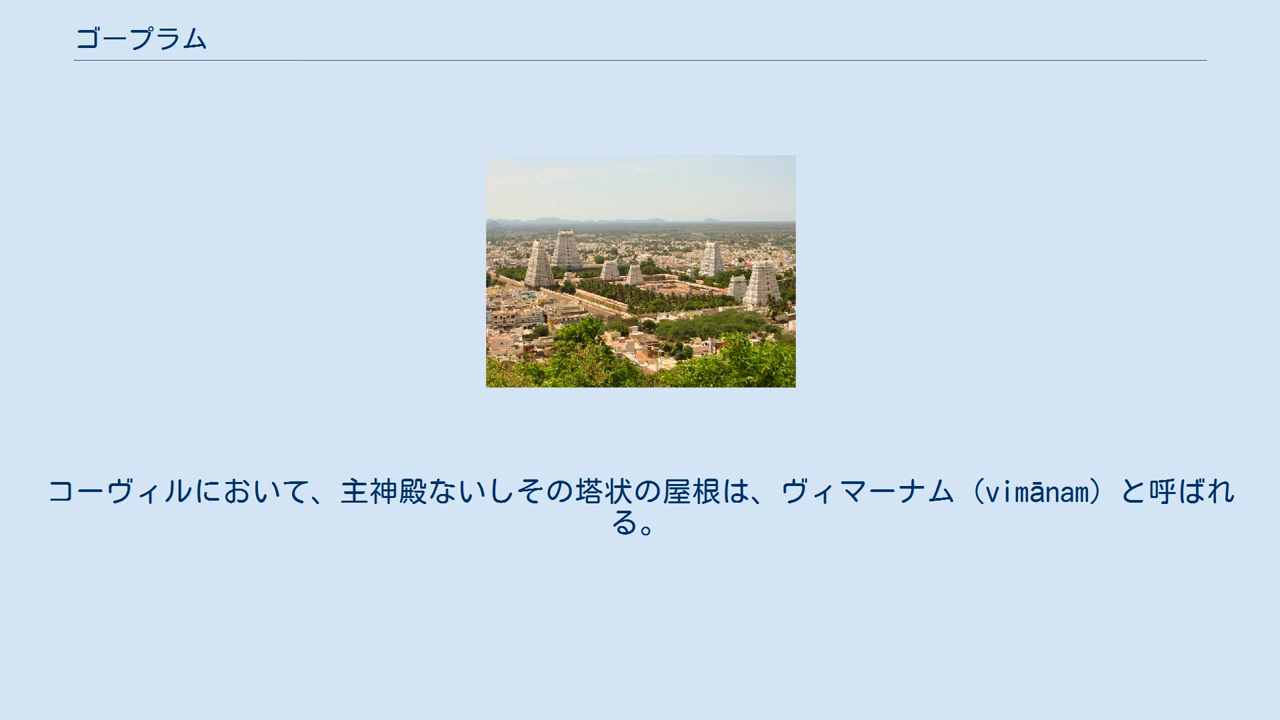 ゴープラム
コーヴィルにおいて、主神殿ないしその塔状の屋根は、ヴィマーナム（vimānam）と呼ばれ
る。